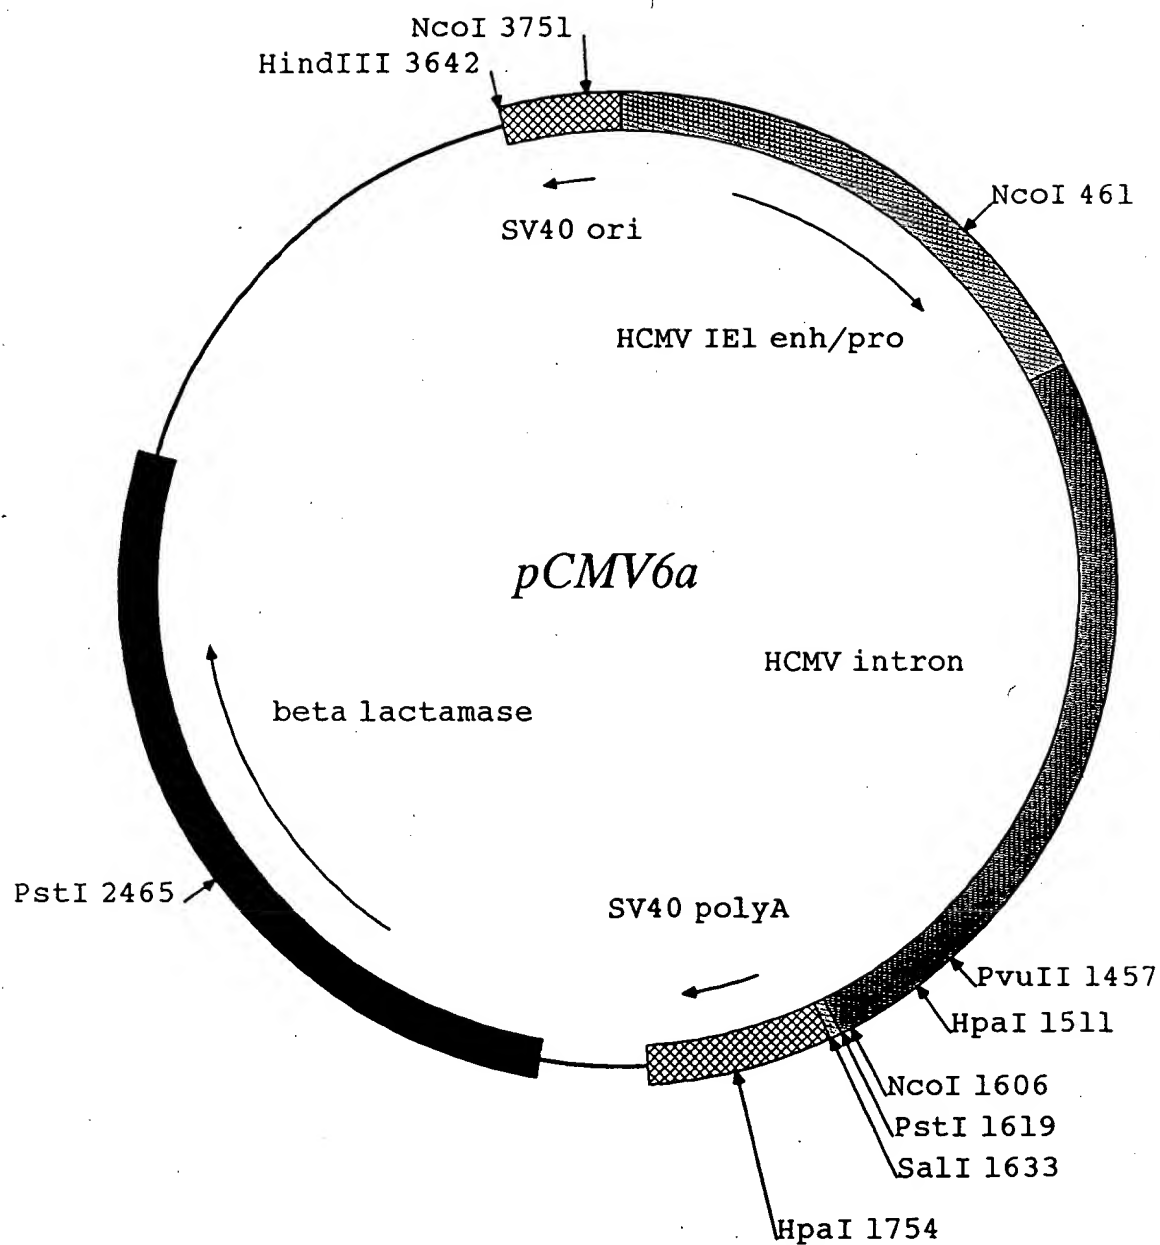 NcoI 3751
HindIII 3642
NcoI 461
SV40 ori
HCMV IE1 enh/pro
pCMV6a
HCMV intron
beta lactamase
PstI 2465
SV40 polyA
PvuII 1457
HpaI 1511
NcoI 1606
PstI 1619
SalI 1633
HpaI 1754